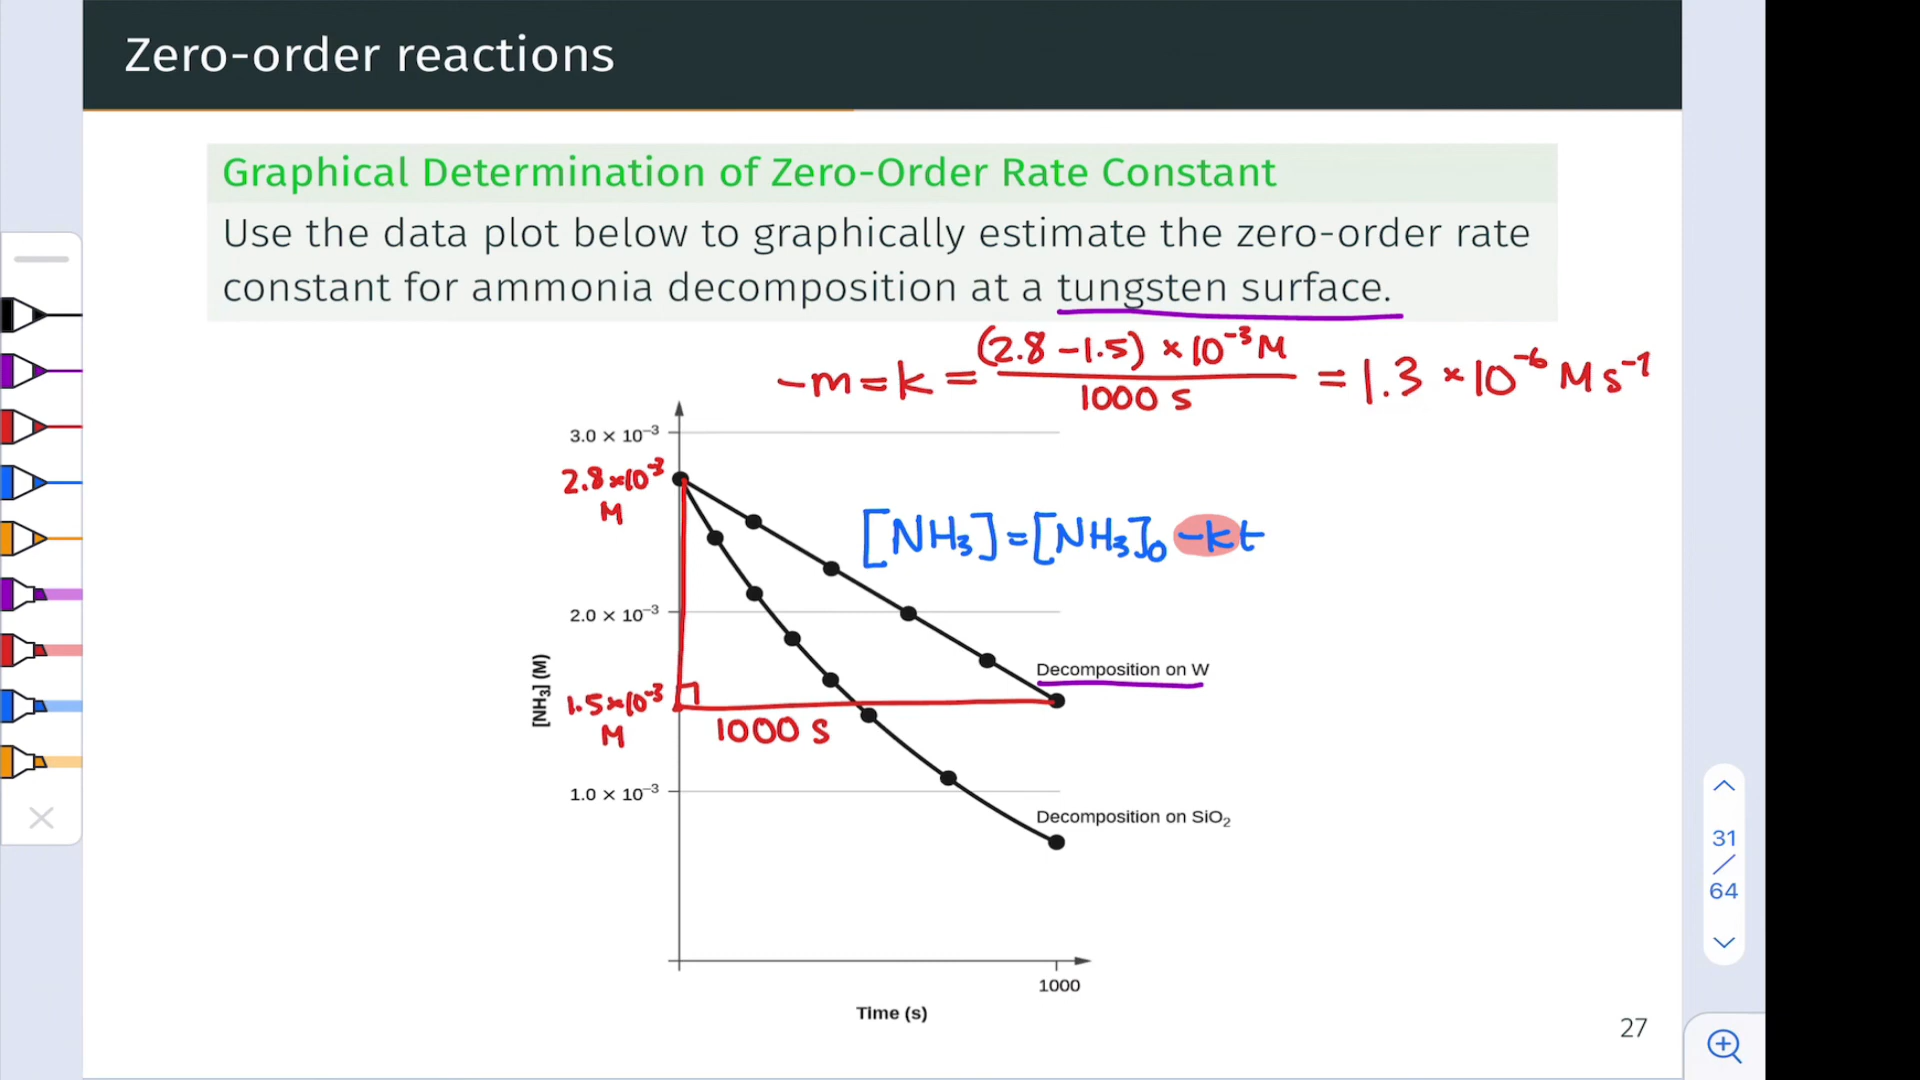 Zero-order reactions
Graphical Determination of Zero-Order Rate Constant
Use the data plot below to graphically estimate the zero-order rate
constant for ammonia decomposition at a tungsten surface.
-m = k = (2.8 - 1.5) × 10⁻³ M / 1000 s = 1.3 × 10⁻⁶ M s⁻¹
3.0 × 10⁻³
2.8×10⁻³
M
[NH₃] = [NH₃]₀ -kt
2.0 × 10⁻³
[NH₃] (M)
Decomposition on W
1.5×10⁻³
M
1000 s
1.0 × 10⁻³
Decomposition on SiO₂
1000
Time (s)
27
31
/
64